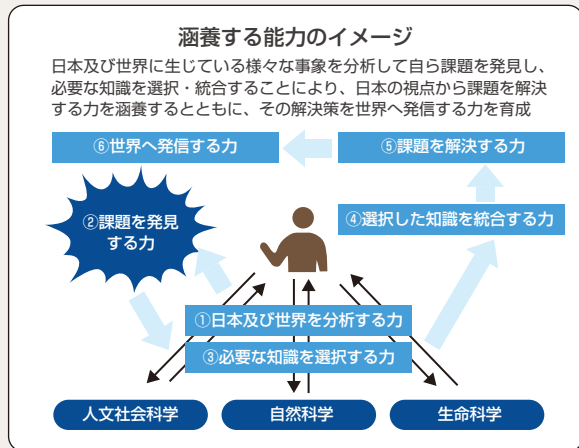 涵養する能力のイメージ
日本及び世界に生じている様々な事象を分析して自ら課題を発見し、
必要な知識を選択・統合することにより、日本の視点から課題を解決
する力を涵養するとともに、その解決策を世界へ発信する力を育成
⑥世界へ発信する力
⑤課題を解決する力
②課題を発見
する力
④選択した知識を統合する力
①日本及び世界を分析する力
③必要な知識を選択する力
人文社会科学
自然科学
生命科学